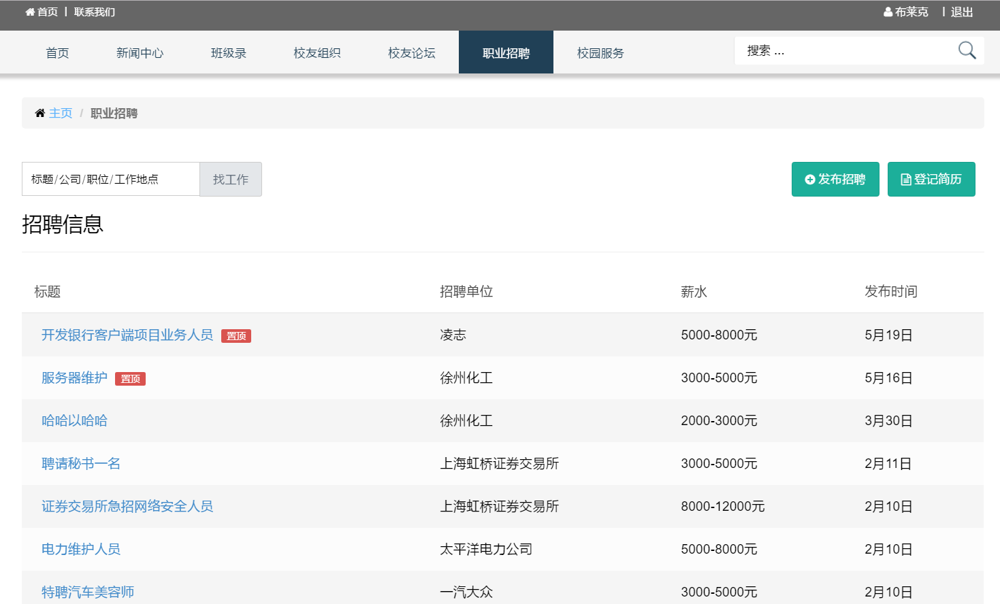 首页 | 联系我们 布莱克 | 退出
首页 新闻中心 班级录 校友组织 校友论坛 职业招聘 校园服务 搜索 ...
主页 / 职业招聘
标题/公司/职位/工作地点 找工作 发布招聘 登记简历
招聘信息
标题 招聘单位 薪水 发布时间
开发银行客户端项目业务人员 置顶 凌志 5000-8000元 5月19日
服务器维护 置顶 徐州化工 3000-5000元 5月16日
哈哈以哈哈 徐州化工 2000-3000元 3月30日
聘请秘书一名 上海虹桥证券交易所 3000-5000元 2月11日
证券交易所急招网络安全人员 上海虹桥证券交易所 8000-12000元 2月10日
电力维护人员 太平洋电力公司 5000-8000元 2月10日
特聘汽车美容师 一汽大众 3000-5000元 2月10日